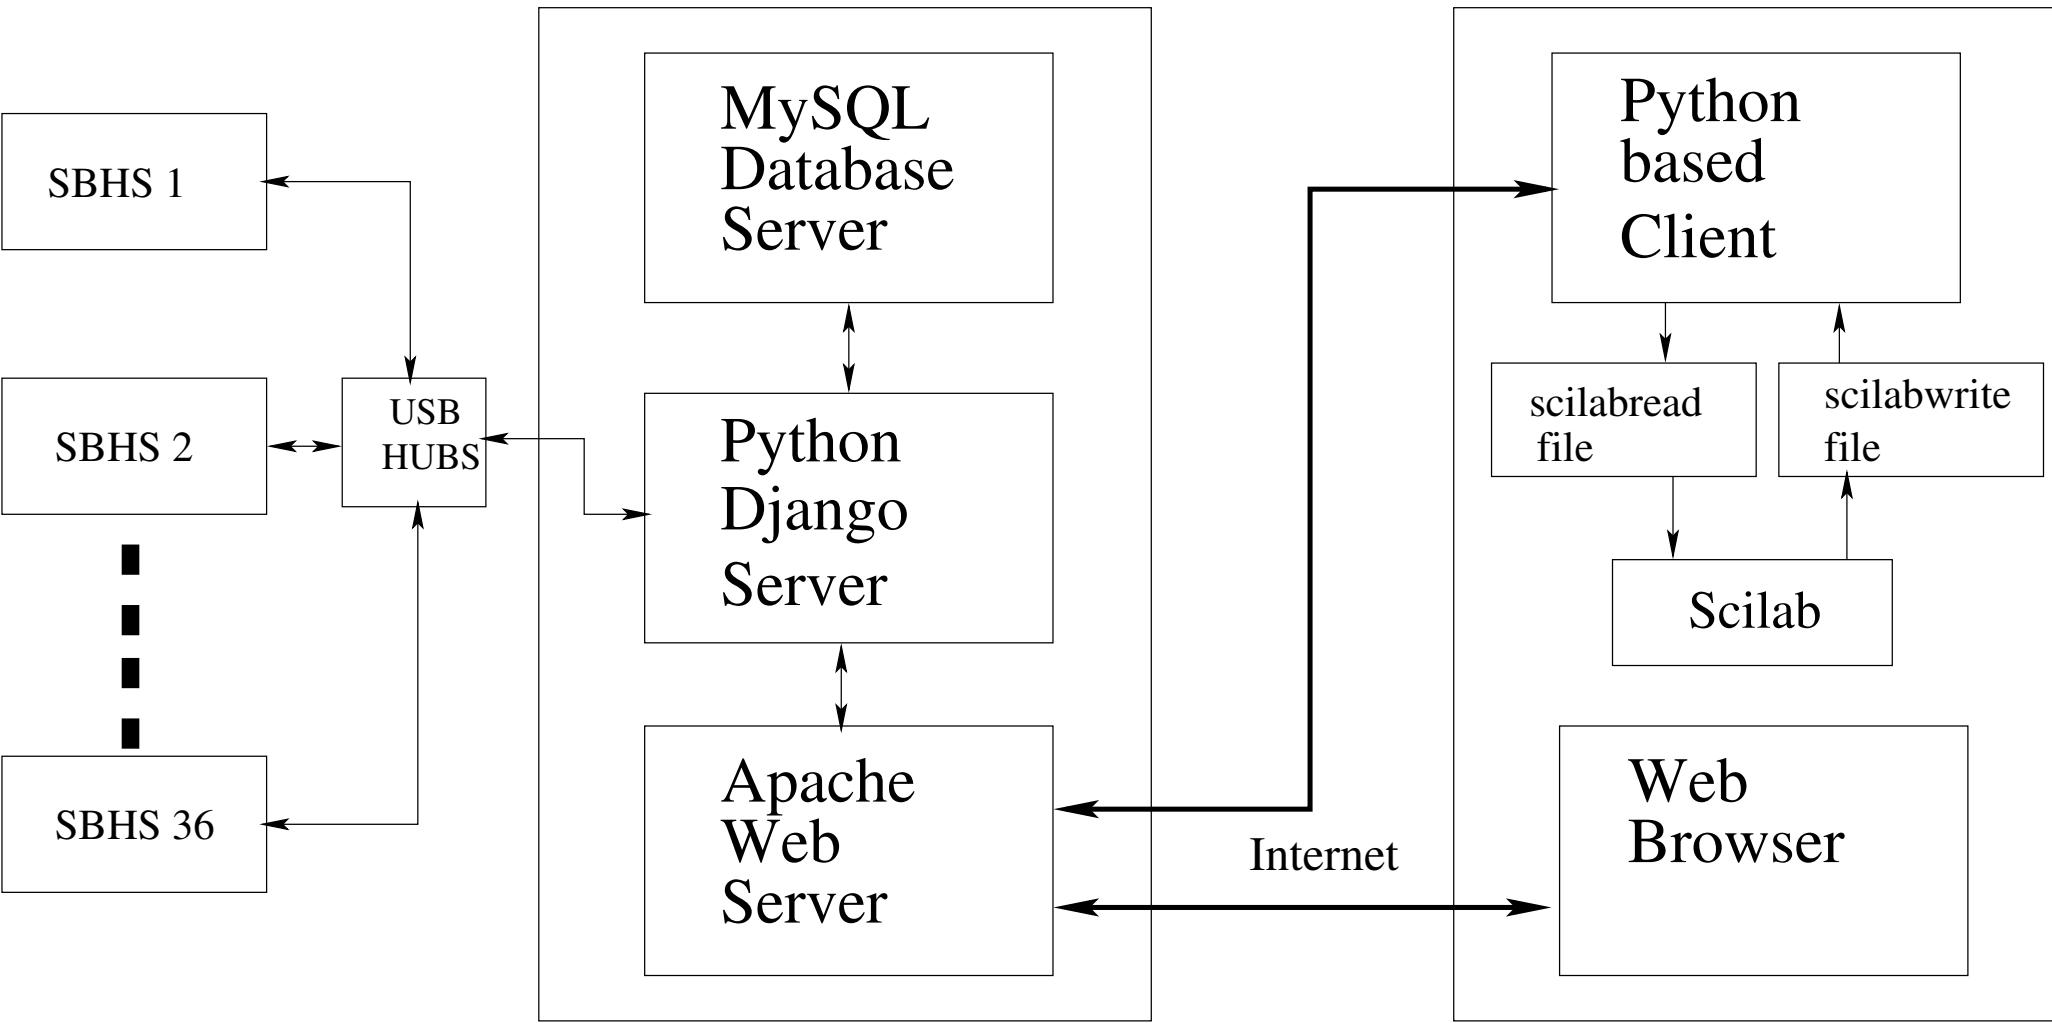 SBHS 1
SBHS 2
SBHS 36
USB
HUBS
MySQL
Database
Server
Python
Django
Server
Apache
Web
Server
Internet
Python
based
Client
scilabread
file
scilabwrite
file
Scilab
Web
Browser